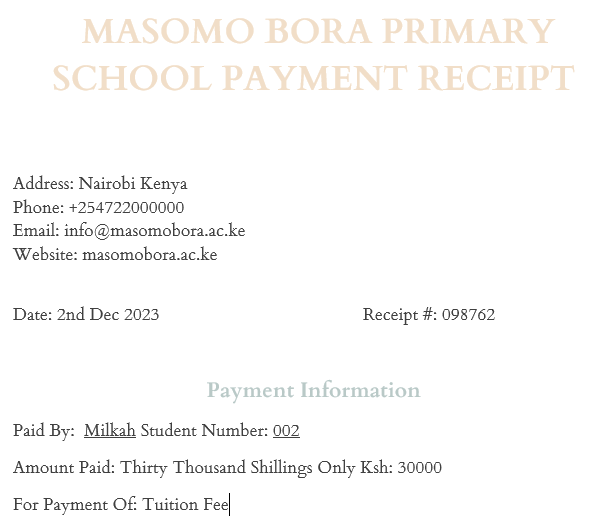 MASOMO BORA PRIMARY
SCHOOL PAYMENT RECEIPT
Address: Nairobi Kenya
Phone: +254722000000
Email: info@masomobora.ac.ke
Website: masomobora.ac.ke
Date: 2nd Dec 2023 Receipt #: 098762
Payment Information
Paid By: Milkah Student Number: 002
Amount Paid: Thirty Thousand Shillings Only Ksh: 30000
For Payment Of: Tuition Fee